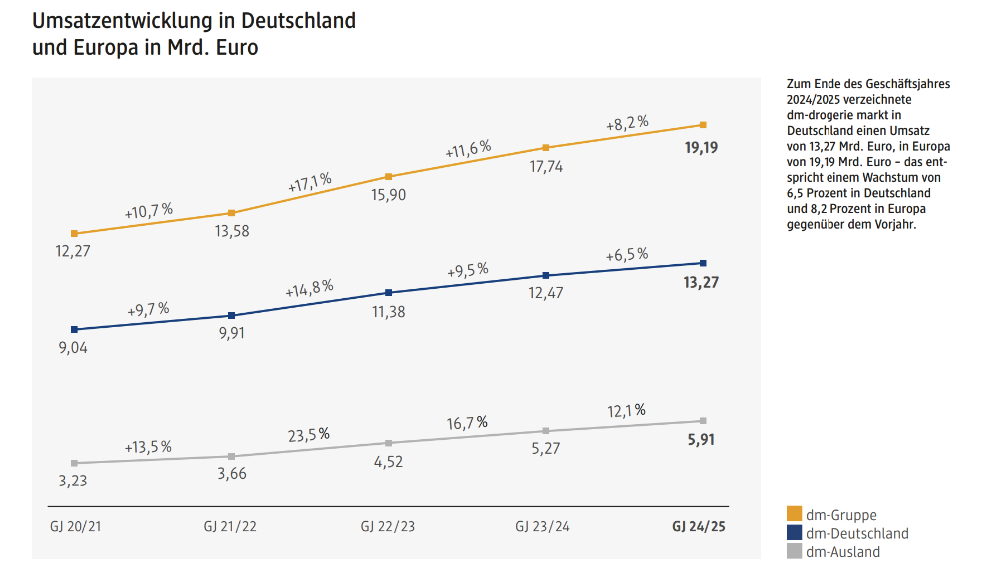 Umsatzentwicklung in Deutschland
und Europa in Mrd. Euro
Zum Ende des Geschäftsjahres
2024/2025 verzeichnete
dm-drogerie markt in
Deutschland einen Umsatz
von 13,27 Mrd. Euro, in Europa
von 19,19 Mrd. Euro – das ent-
spricht einem Wachstum von
6,5 Prozent in Deutschland
und 8,2 Prozent in Europa
gegenüber dem Vorjahr.
+10,7 %
+17,1 %
+11,6 %
+8,2 %
12,27
13,58
15,90
17,74
19,19
+9,7 %
+14,8 %
+9,5 %
+6,5 %
9,04
9,91
11,38
12,47
13,27
+13,5 %
23,5 %
16,7 %
12,1 %
3,23
3,66
4,52
5,27
5,91
GJ 20/21
GJ 21/22
GJ 22/23
GJ 23/24
GJ 24/25
dm-Gruppe
dm-Deutschland
dm-Ausland